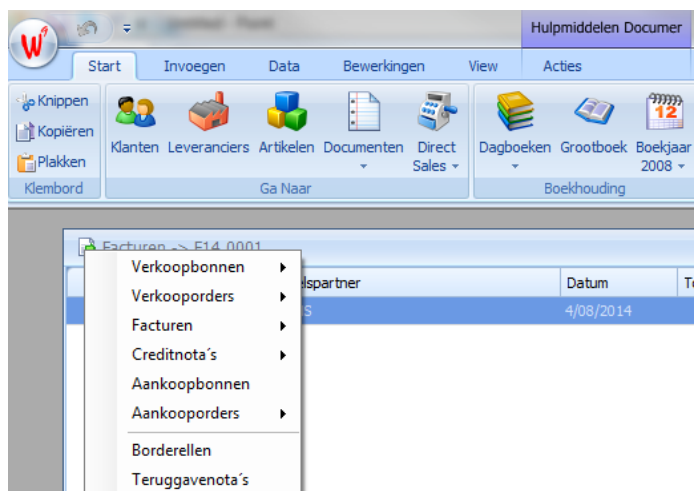 W9
Hulpmiddelen Documer
Start Invoegen Data Bewerkingen View Acties
Knippen
Kopiëren
Plakken
Klembord
Klanten Leveranciers Artikelen Documenten Direct Sales
Ga Naar
12
Dagboeken Grootboek Boekjaar 2008
Boekhouding
Facturen -> F14 0001
elspartner Datum
4/08/2014
Verkoopbonnen
Verkooporders
Facturen
Creditnota´s
Aankoopbonnen
Aankooporders
Borderellen
Teruggavenota´s